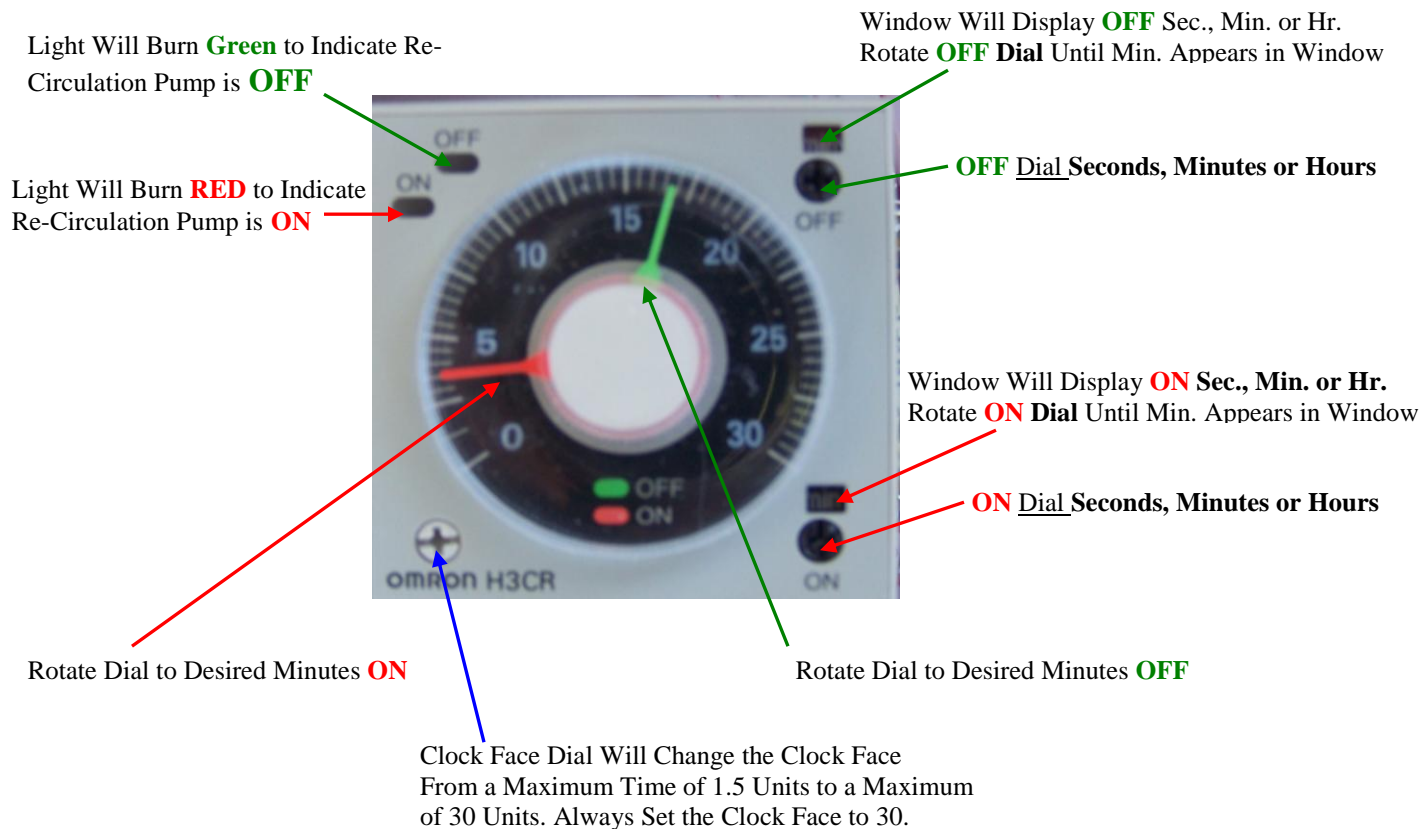 Light Will Burn Green to Indicate Re-
Circulation Pump is OFF
Light Will Burn RED to Indicate
Re-Circulation Pump is ON
Window Will Display OFF Sec., Min. or Hr.
Rotate OFF Dial Until Min. Appears in Window
OFF Dial Seconds, Minutes or Hours
OFF
ON
OFF
15
10
20
5
25
0
30
OFF
ON
ON
OMRON H3CR
Window Will Display ON Sec., Min. or Hr.
Rotate ON Dial Until Min. Appears in Window
ON Dial Seconds, Minutes or Hours
Rotate Dial to Desired Minutes ON
Rotate Dial to Desired Minutes OFF
Clock Face Dial Will Change the Clock Face
From a Maximum Time of 1.5 Units to a Maximum
of 30 Units. Always Set the Clock Face to 30.